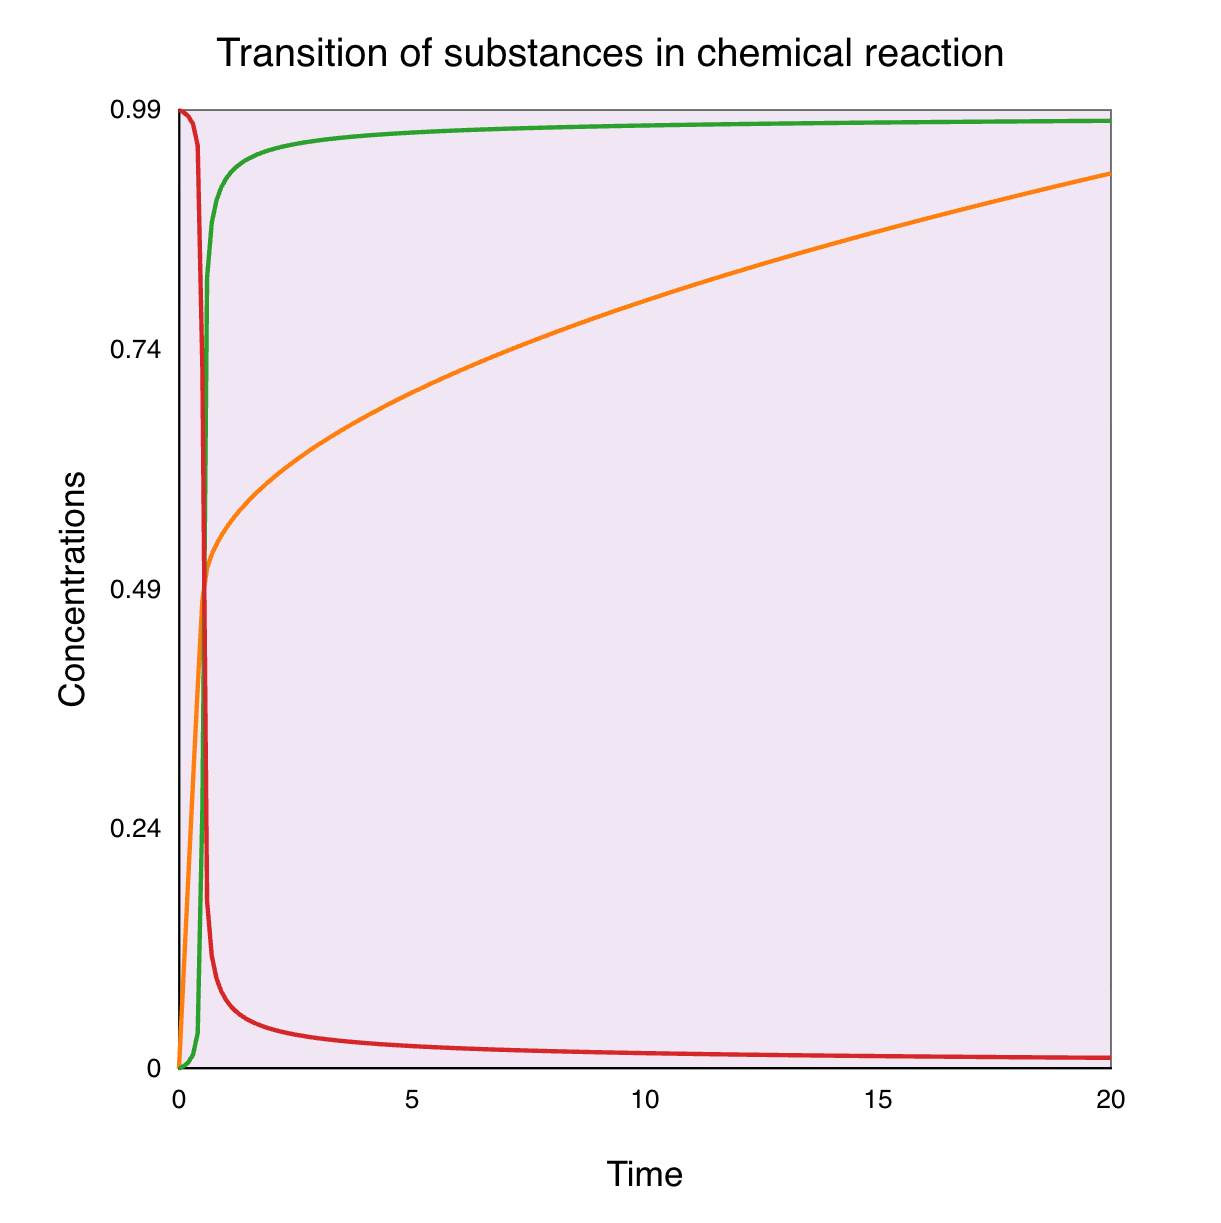 Transition of substances in chemical reaction
0.99
0.74
0.49
0.24
0
Concentrations
0 5 10 15 20
Time